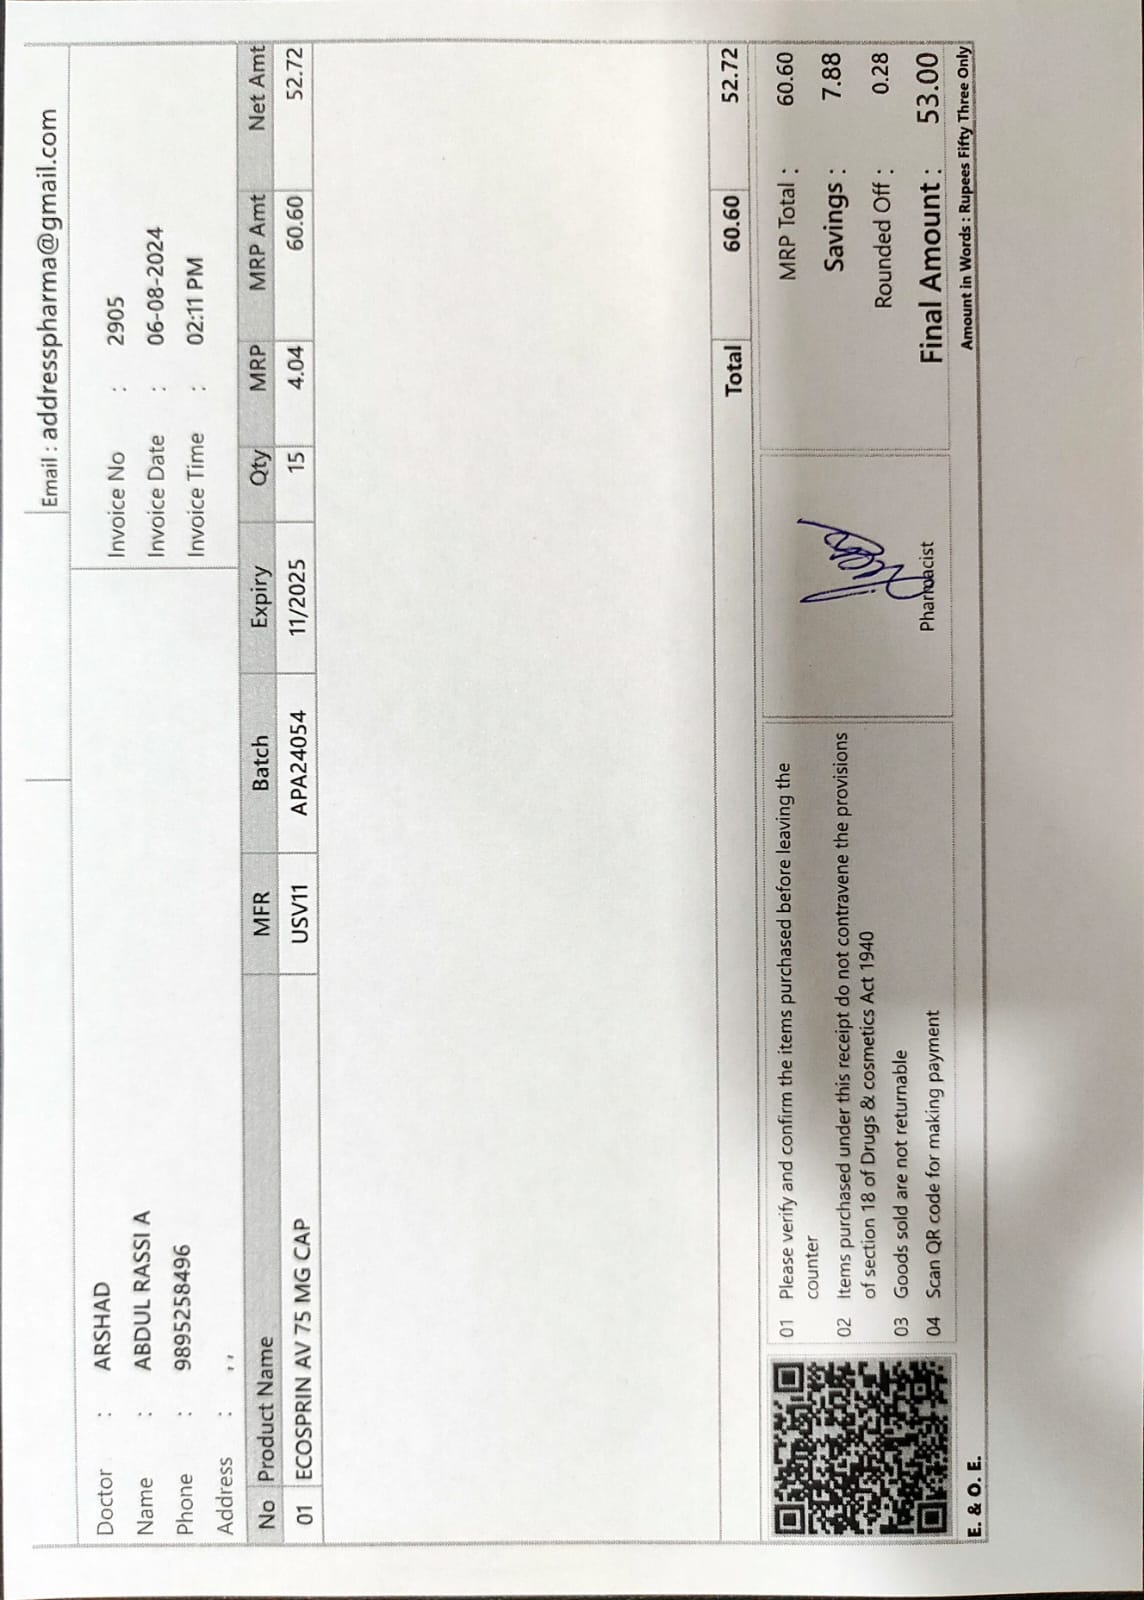 Email : addresspharma@gmail.com
Doctor : ARSHAD
Name : ABDUL RASSI A
Phone : 9895258496
Address : , ,
Invoice No : 2905
Invoice Date : 06-08-2024
Invoice Time : 02:11 PM
No Product Name MFR Batch Expiry Qty MRP MRP Amt Net Amt
01 ECOSPRIN AV 75 MG CAP USV11 APA24054 11/2025 15 4.04 60.60 52.72
Total 60.60 52.72
01 Please verify and confirm the items purchased before leaving the
counter
02 Items purchased under this receipt do not contravene the provisions
of section 18 of Drugs & cosmetics Act 1940
03 Goods sold are not returnable
04 Scan QR code for making payment
Pharmacist
MRP Total : 60.60
Savings : 7.88
Rounded Off : 0.28
Final Amount : 53.00
E. & O. E.
Amount in Words : Rupees Fifty Three Only